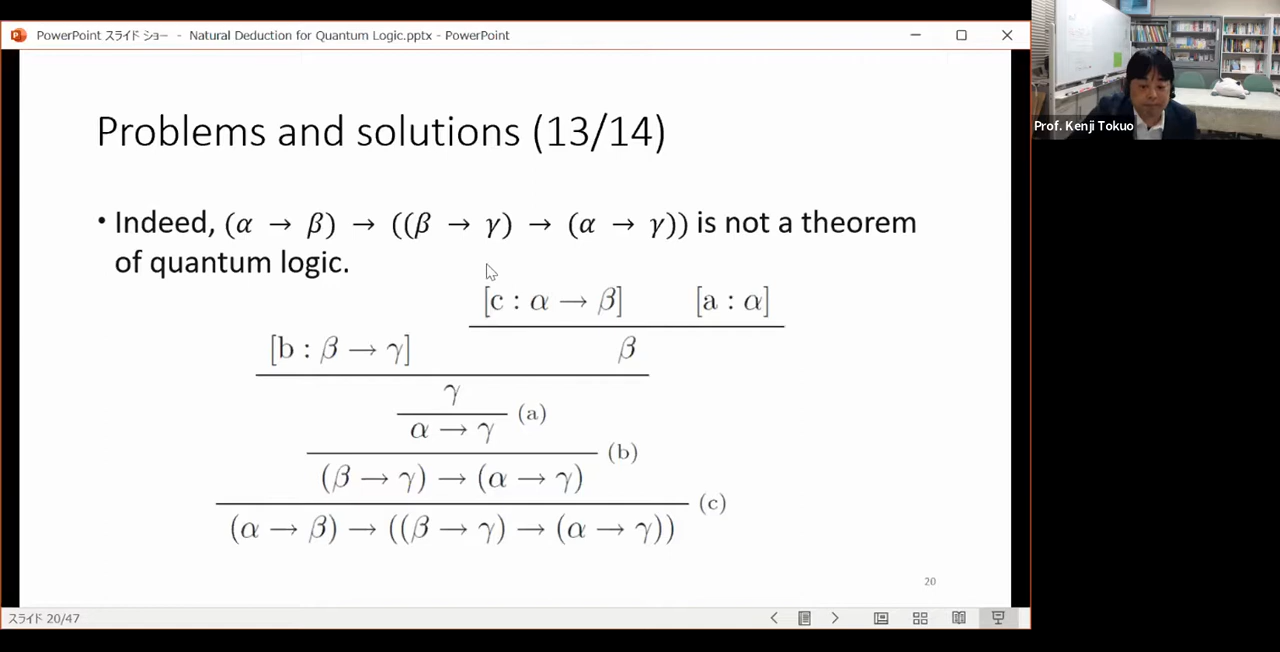 PowerPoint スライド ショー - Natural Deduction for Quantum Logic.pptx - PowerPoint
Prof. Kenji Tokuo
Problems and solutions (13/14)
• Indeed, (α → β) → ((β → γ) → (α → γ)) is not a theorem
of quantum logic.
[c : α → β] [a : α]
[b : β → γ] β
γ
(a)
α → γ
(b)
(β → γ) → (α → γ)
(c)
(α → β) → ((β → γ) → (α → γ))
20
スライド 20/47